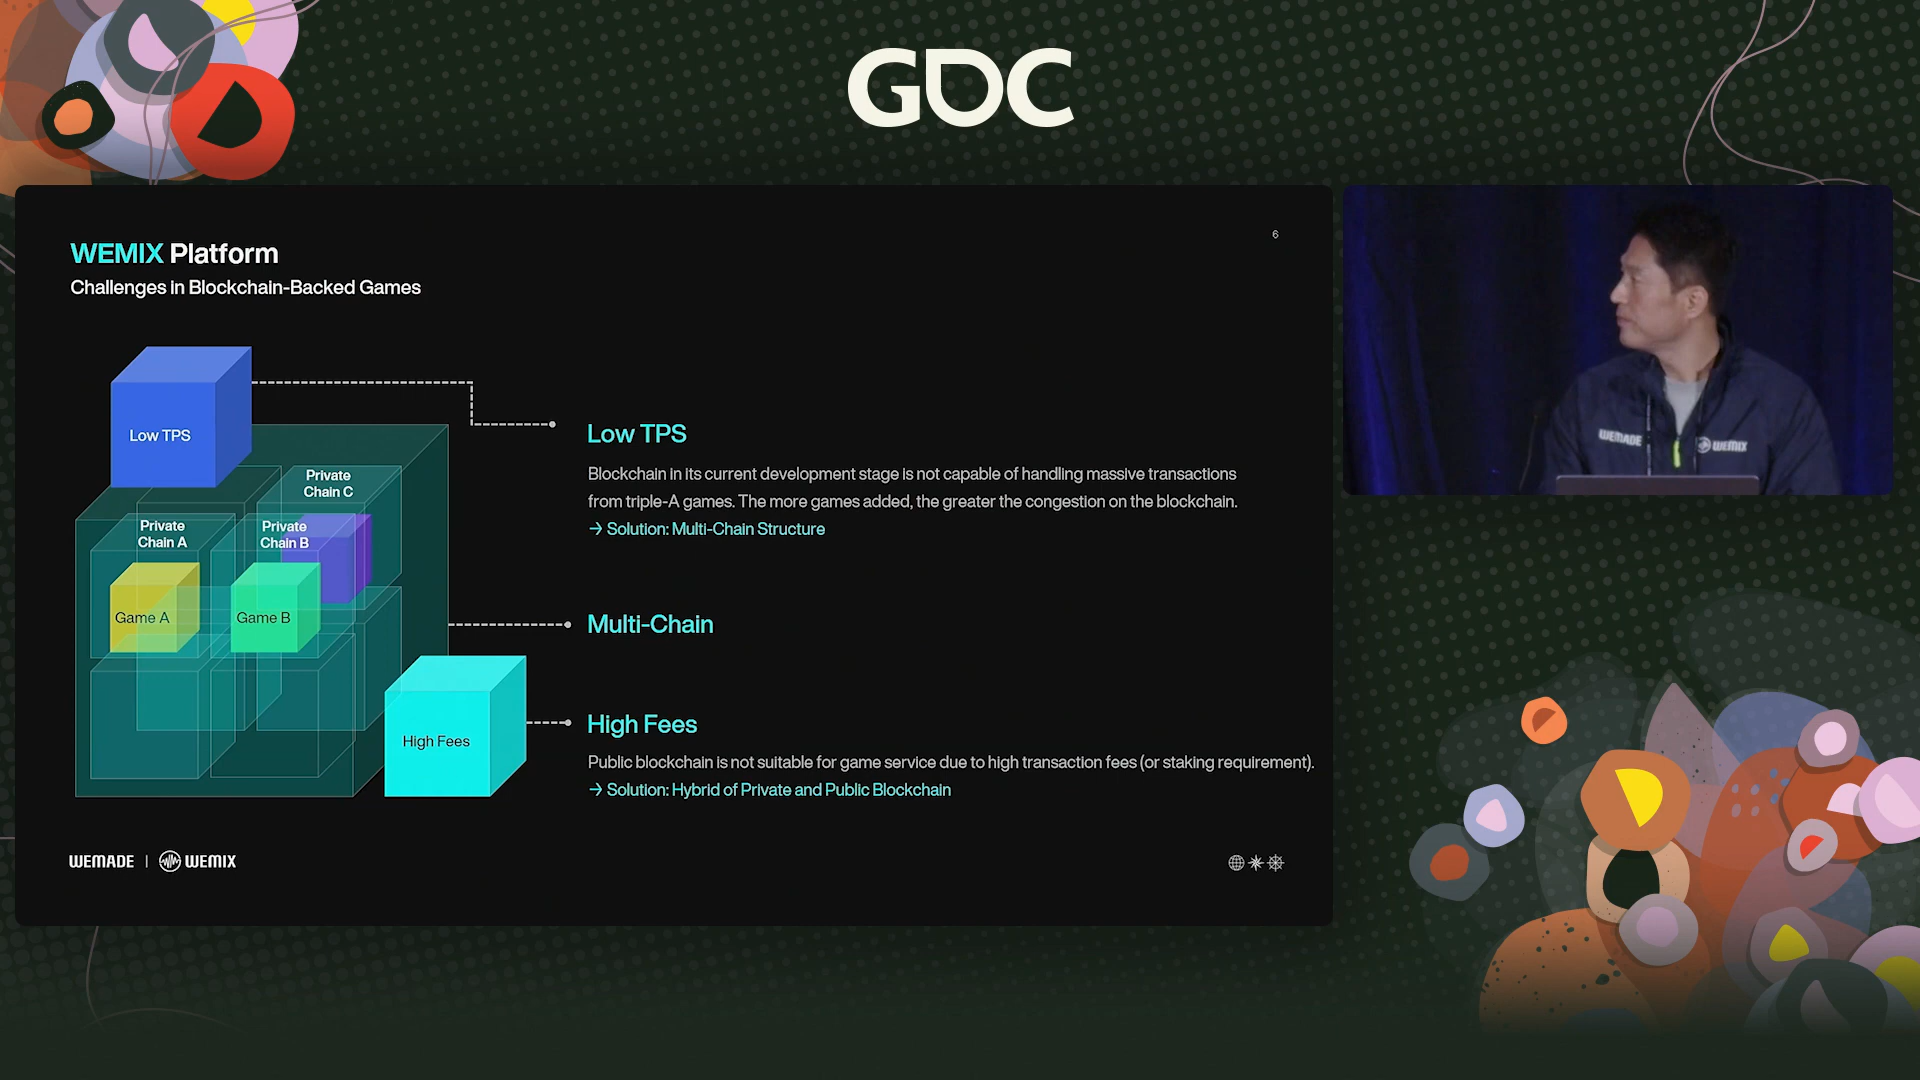 GDC
WEMIX Platform
6
Challenges in Blockchain-Backed Games
Low TPS
Private
Chain C
Private
Chain A
Private
Chain B
Game A
Game B
High Fees
Low TPS
Blockchain in its current development stage is not capable of handling massive transactions
from triple-A games. The more games added, the greater the congestion on the blockchain.
→ Solution: Multi-Chain Structure
Multi-Chain
High Fees
Public blockchain is not suitable for game service due to high transaction fees (or staking requirement).
→ Solution: Hybrid of Private and Public Blockchain
WEMADE | WEMIX
WEMADE
WEMIX